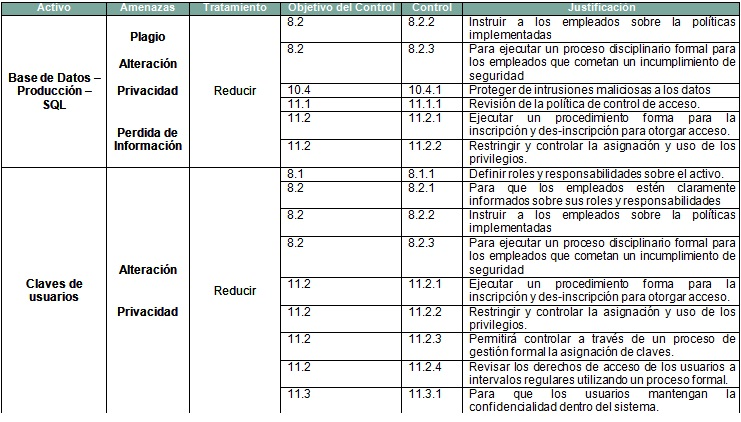 Activo Amenazas Tratamiento Objetivo del Control Control Justificación
Base de Datos –
Producción –
SQL
Plagio
Alteración
Privacidad
Perdida de
Información
Reducir
8.2 8.2.2 Instruir a los empleados sobre la políticas
implementadas
8.2 8.2.3 Para ejecutar un proceso disciplinario formal para
los empleados que cometan un incumplimiento de
seguridad
10.4 10.4.1 Proteger de intrusiones maliciosas a los datos
11.1 11.1.1 Revisión de la política de control de acceso.
11.2 11.2.1 Ejecutar un procedimiento forma para la
inscripción y des-inscripción para otorgar acceso.
11.2 11.2.2 Restringir y controlar la asignación y uso de los
privilegios.
Claves de
usuarios
Alteración
Privacidad
Reducir
8.1 8.1.1 Definir roles y responsabilidades sobre el activo.
8.2 8.2.1 Para que los empleados estén claramente
informados sobre sus roles y responsabilidades
8.2 8.2.2 Instruir a los empleados sobre la políticas
implementadas
8.2 8.2.3 Para ejecutar un proceso disciplinario formal para
los empleados que cometan un incumplimiento de
seguridad
11.2 11.2.1 Ejecutar un procedimiento forma para la
inscripción y des-inscripción para otorgar acceso.
11.2 11.2.2 Restringir y controlar la asignación y uso de los
privilegios.
11.2 11.2.3 Permitirá controlar a través de un proceso de
gestión formal la asignación de claves.
11.2 11.2.4 Revisar los derechos de acceso de los usuarios a
intervalos regulares utilizando un proceso formal.
11.3 11.3.1 Para que los usuarios mantengan la
confidencialidad dentro del sistema.